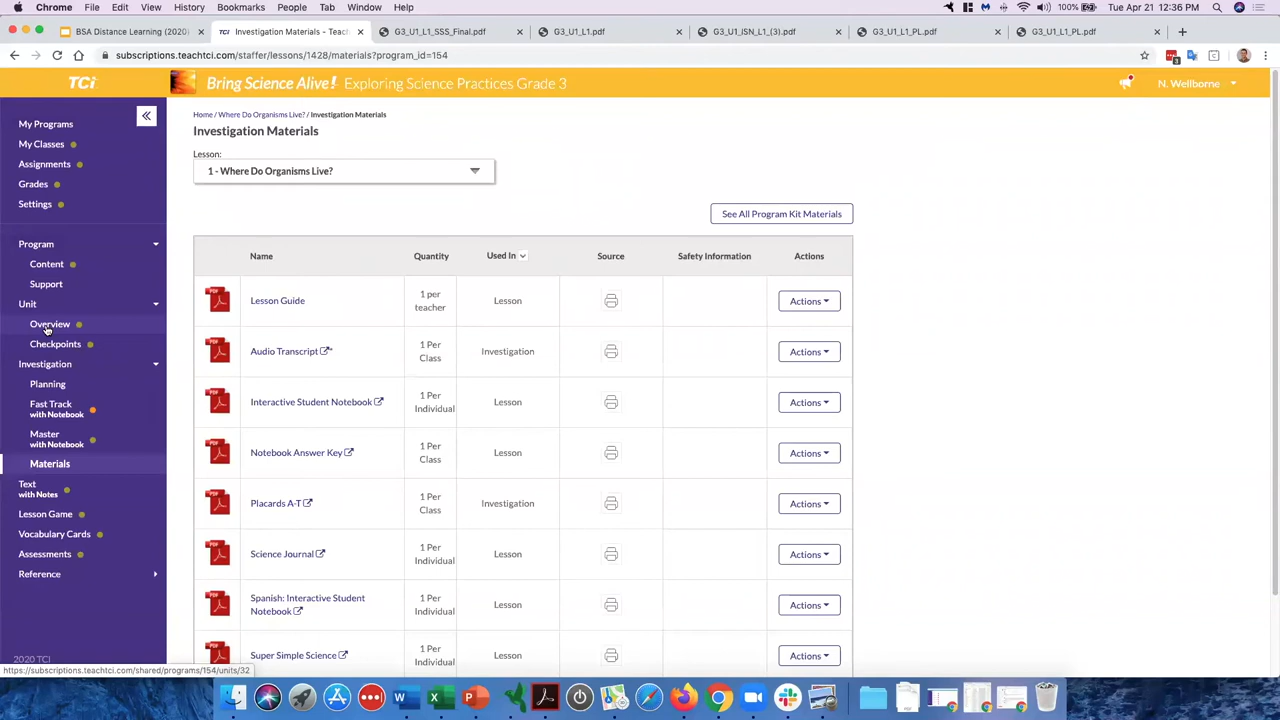 Chrome File Edit View History Bookmarks People Tab Window Help
100% Tue Apr 21 12:36 PM
BSA Distance Learning (2020)
Investigation Materials - Teach
G3_U1_L1_SSS_Final.pdf
G3_U1_L1.pdf
G3_U1_ISN_L1_(3).pdf
G3_U1_L1_PL.pdf
G3_U1_L1_PL.pdf
subscriptions.teachtci.com/staffer/lessons/1428/materials?program_id=154
TCi
Bring Science Alive! Exploring Science Practices Grade 3
N. Wellborne
My Programs
My Classes
Assignments
Grades
Settings
Program
Content
Support
Unit
Overview
Checkpoints
Investigation
Planning
Fast Track
with Notebook
Master
with Notebook
Materials
Text
with Notes
Lesson Game
Vocabulary Cards
Assessments
Reference
2020 TCI
https://subscriptions.teachtci.com/shared/programs/154/units/32
Home / Where Do Organisms Live? / Investigation Materials
Investigation Materials
Lesson:
1 - Where Do Organisms Live?
See All Program Kit Materials
Name Quantity Used In Source Safety Information Actions
Lesson Guide 1 per teacher Lesson Actions
Audio Transcript 1 Per Class Investigation Actions
Interactive Student Notebook 1 Per Individual Lesson Actions
Notebook Answer Key 1 Per Class Lesson Actions
Placards A-T 1 Per Class Investigation Actions
Science Journal 1 Per Individual Lesson Actions
Spanish: Interactive Student Notebook 1 Per Individual Lesson Actions
Super Simple Science 1 Per Individual Lesson Actions